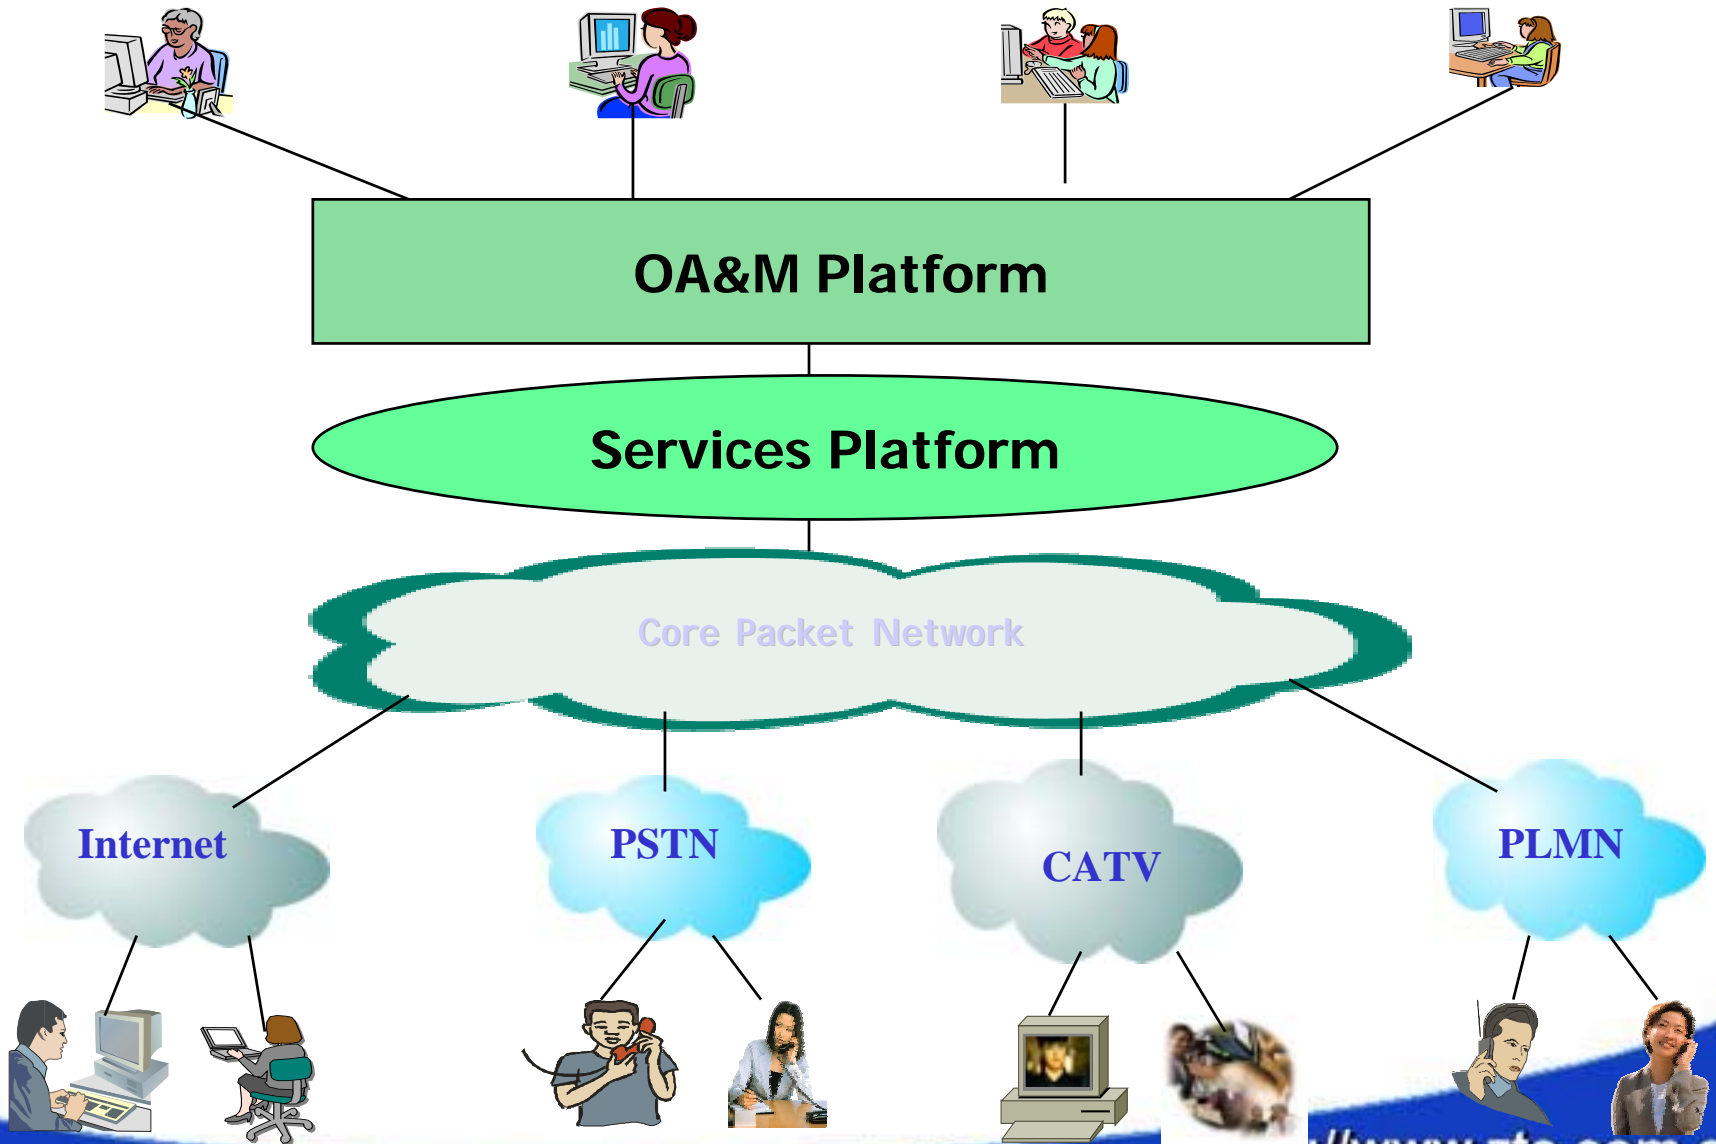 OA&M Platform
Services Platform
Core Packet Network
Internet
PSTN
CATV
PLMN